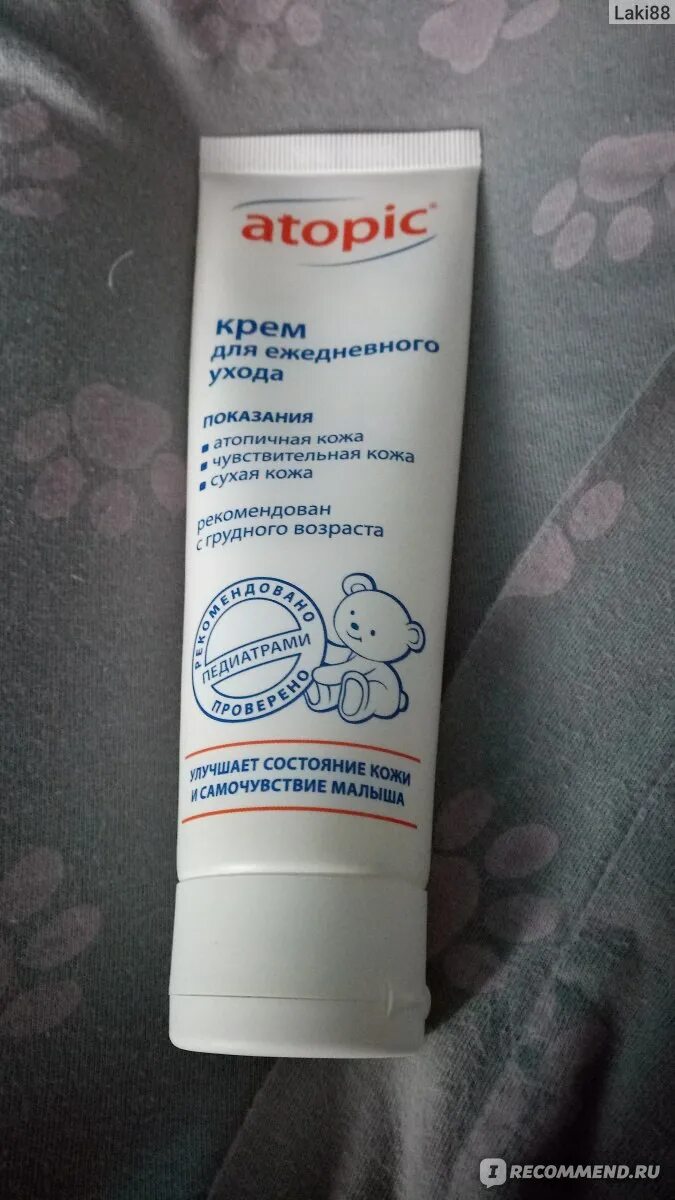 Laki88
atopic®
крем
для ежедневного
ухода
ПОКАЗАНИЯ
▪ атопичная кожа
▪ чувствительная кожа
▪ сухая кожа
рекомендован
с грудного возраста
РЕКОМЕНДОВАНО
ПЕДИАТРАМИ
ПРОВЕРЕНО
УЛУЧШАЕТ СОСТОЯНИЕ КОЖИ
И САМОЧУВСТВИЕ МАЛЫША
IRECOMMEND.RU